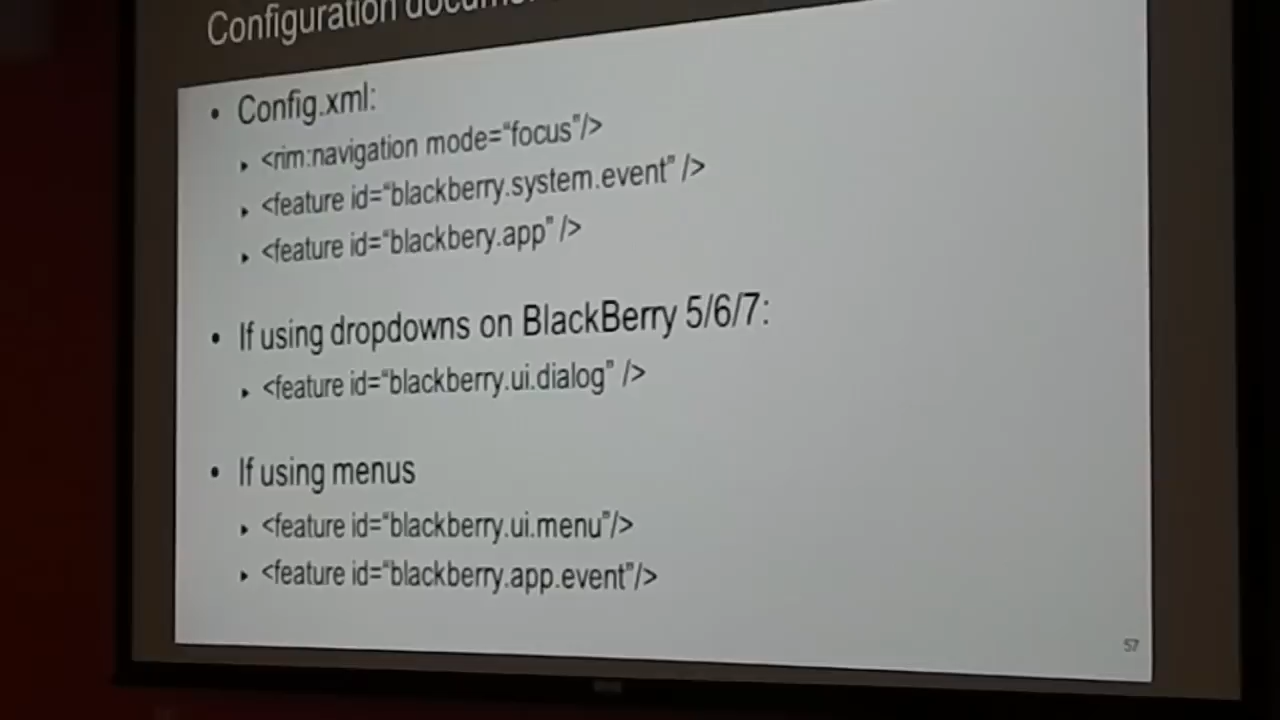 Configuration
• Config.xml:
▸ <rim:navigation mode=“focus”/>
▸ <feature id=“blackberry.system.event” />
▸ <feature id=“blackbery.app” />
• If using dropdowns on BlackBerry 5/6/7:
▸ <feature id=“blackberry.ui.dialog” />
• If using menus
▸ <feature id=“blackberry.ui.menu”/>
▸ <feature id=“blackberry.app.event”/>
57